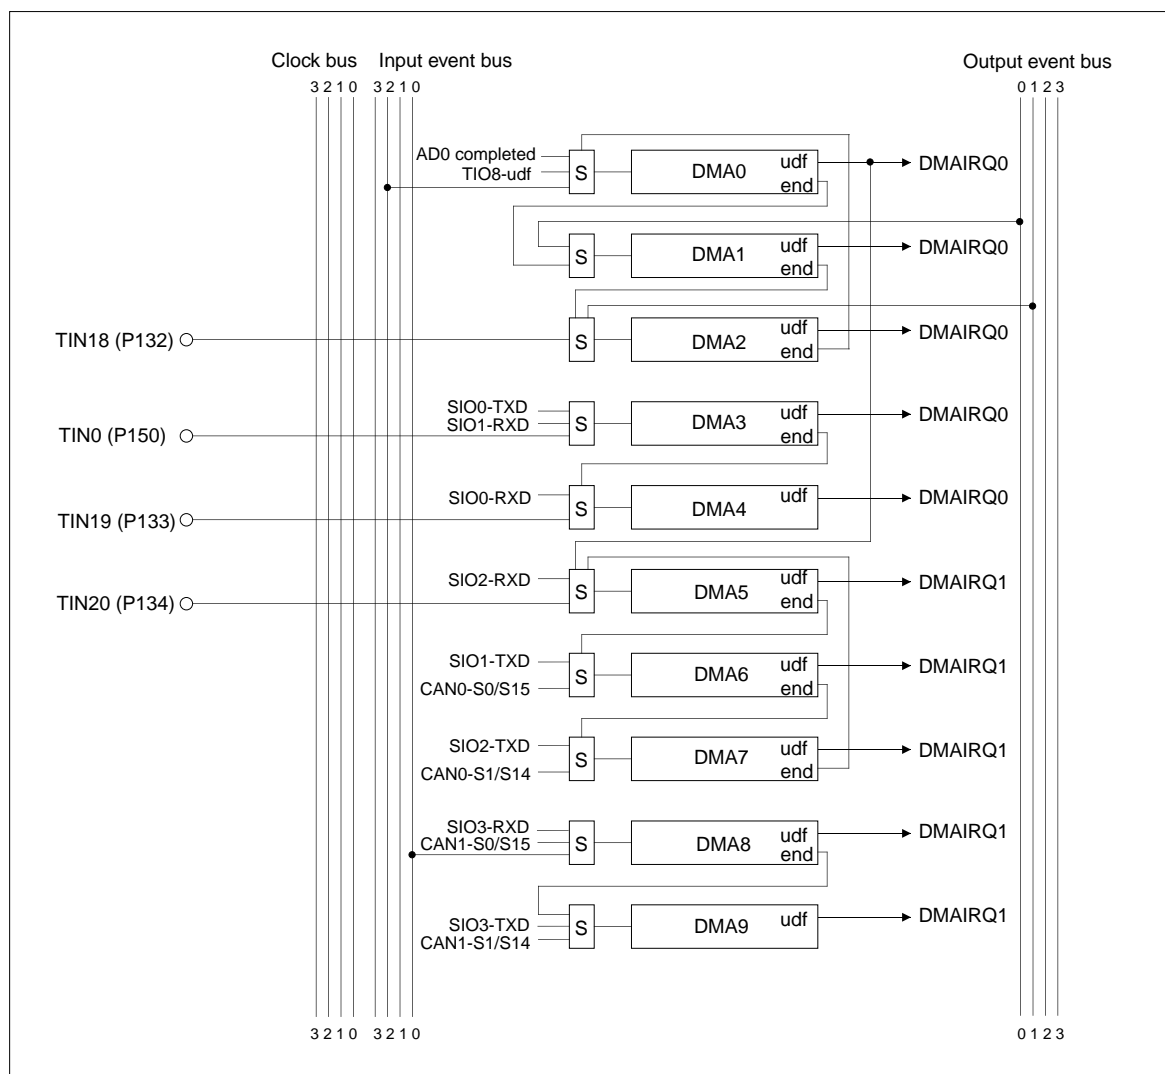 Clock bus Input event bus Output event bus
3 2 1 0 3 2 1 0 0 1 2 3
AD0 completed
TIO8-udf
S DMA0 udf end DMAIRQ0
S DMA1 udf end DMAIRQ0
TIN18 (P132) S DMA2 udf end DMAIRQ0
SIO0-TXD
SIO1-RXD
TIN0 (P150) S DMA3 udf end DMAIRQ0
SIO0-RXD
TIN19 (P133) S DMA4 udf DMAIRQ0
SIO2-RXD
TIN20 (P134) S DMA5 udf end DMAIRQ1
SIO1-TXD
CAN0-S0/S15
S DMA6 udf end DMAIRQ1
SIO2-TXD
CAN0-S1/S14
S DMA7 udf end DMAIRQ1
SIO3-RXD
CAN1-S0/S15
S DMA8 udf end DMAIRQ1
SIO3-TXD
CAN1-S1/S14
S DMA9 udf DMAIRQ1
3 2 1 0 3 2 1 0 0 1 2 3